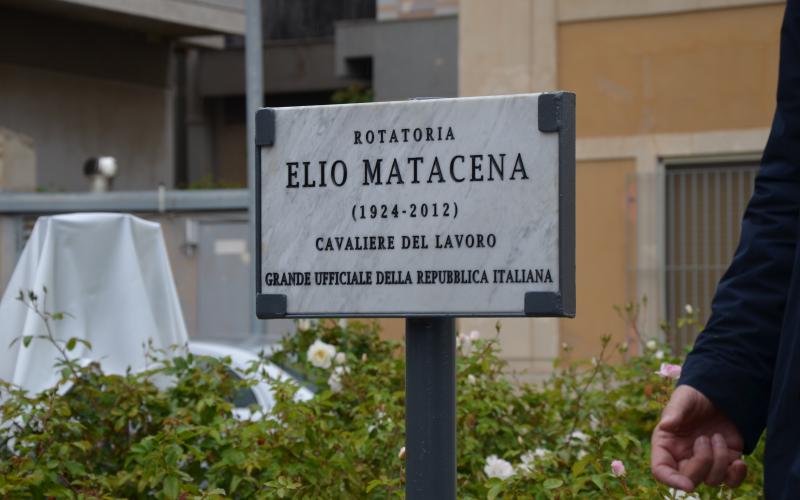 ROTATORIA
ELIO MATACENA
(1924-2012)
CAVALIERE DEL LAVORO
GRANDE UFFICIALE DELLA REPUBBLICA ITALIANA